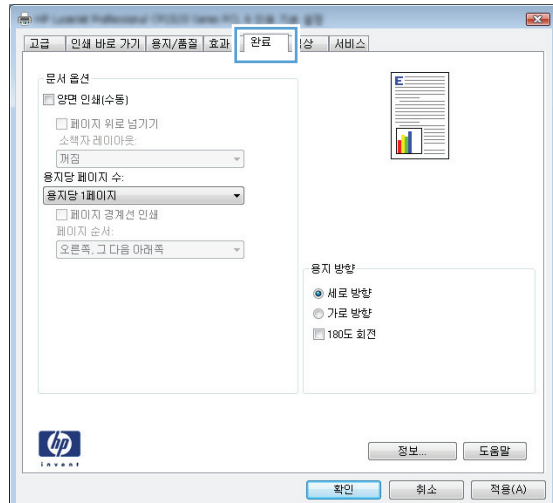 고급 인쇄 바로 가기 용지/품질 효과 완료 상 서비스
문서 옵션
양면 인쇄(수동)
페이지 위로 넘기기
소책자 레이아웃:
꺼짐
용지당 페이지 수:
용지당 1페이지
페이지 경계선 인쇄
페이지 순서:
오른쪽, 그 다음 아래쪽
E
용지 방향
세로 방향
가로 방향
180도 회전
hp
invent
정보... 도움말
확인 취소 적용(A)